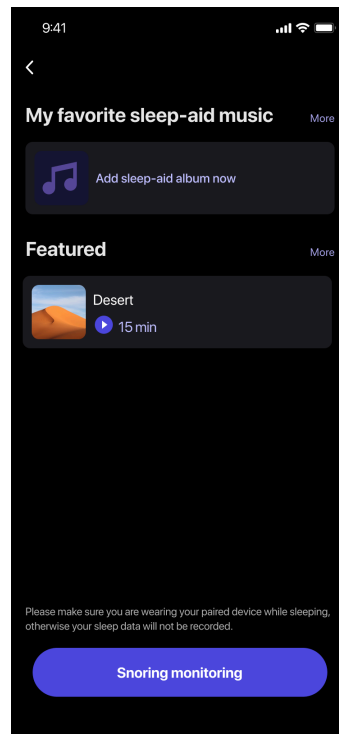 9:41
My favorite sleep-aid music
More
Add sleep-aid album now
Featured
More
Desert
15 min
Please make sure you are wearing your paired device while sleeping,
otherwise your sleep data will not be recorded.
Snoring monitoring